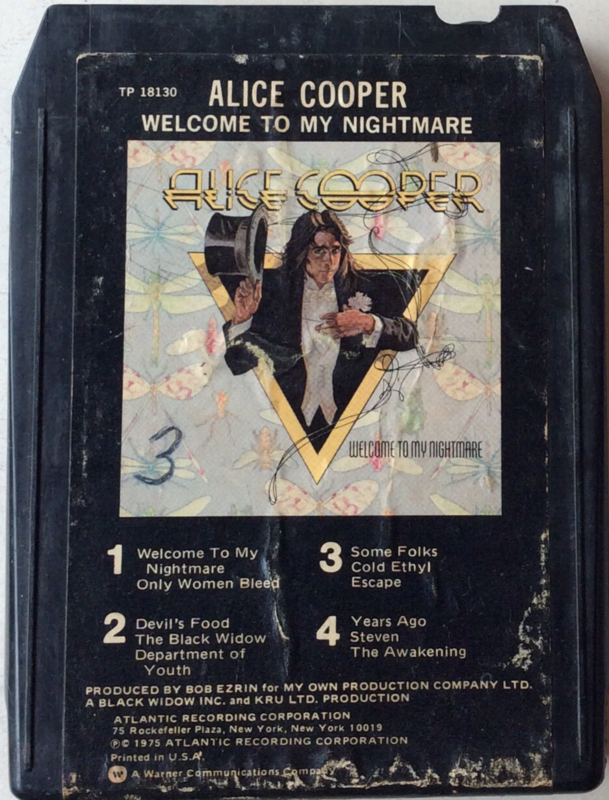 TP 18130
ALICE COOPER
WELCOME TO MY NIGHTMARE
ALICE COOPER
WELCOME TO MY NIGHTMARE
3
1 Welcome To My
Nightmare
Only Women Bleed
2 Devil's Food
The Black Widow
Department of
Youth
3 Some Folks
Cold Ethyl
Escape
4 Years Ago
Steven
The Awakening
PRODUCED BY BOB EZRIN for MY OWN PRODUCTION COMPANY LTD.
A BLACK WIDOW INC. and KRU LTD. PRODUCTION
ATLANTIC RECORDING CORPORATION
75 Rockefeller Plaza, New York, New York 10019
℗© 1975 ATLANTIC RECORDING CORPORATION
Printed in U.S.A.
W A Warner Communications Company